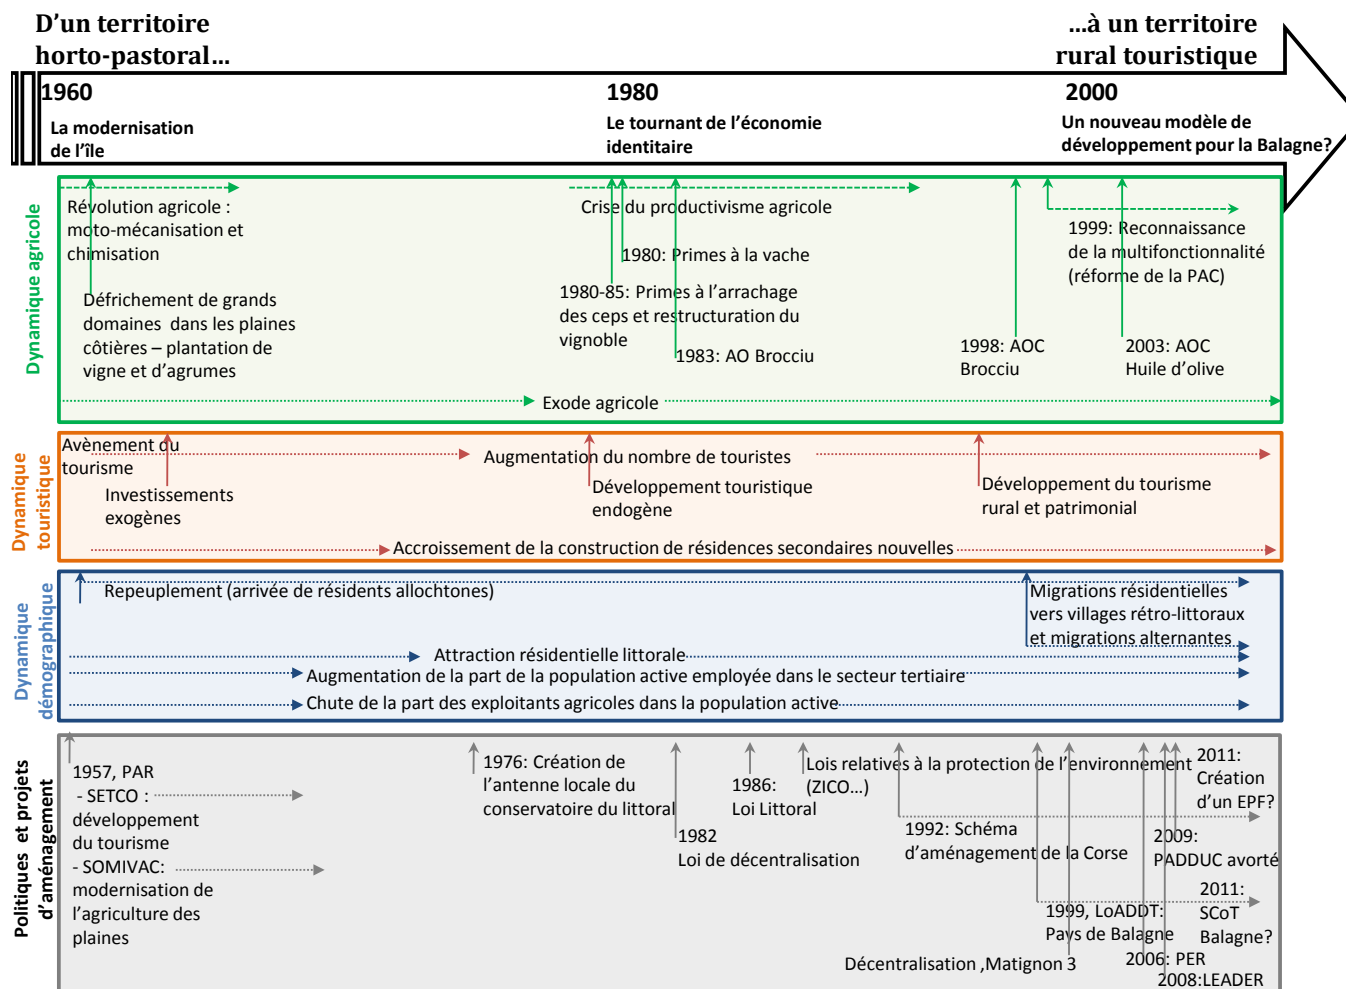 D'un territoire
horto-pastoral...
...à un territoire
rural touristique
1960
La modernisation
de l'île
1980
Le tournant de l'économie
identitaire
2000
Un nouveau modèle de
développement pour la Balagne?
Dynamique agricole
Révolution agricole :
moto-mécanisation et
chimisation
Défrichement de grands
domaines dans les plaines
côtières – plantation de
vigne et d'agrumes
Crise du productivisme agricole
1980: Primes à la vache
1980-85: Primes à l'arrachage
des ceps et restructuration du
vignoble
1983: AO Brocciu
1998: AOC
Brocciu
1999: Reconnaissance
de la multifonctionnalité
(réforme de la PAC)
2003: AOC
Huile d'olive
Exode agricole
Dynamique
touristique
Avènement du
tourisme
Investissements
exogènes
Augmentation du nombre de touristes
Développement touristique
endogène
Développement du tourisme
rural et patrimonial
Accroissement de la construction de résidences secondaires nouvelles
Dynamique
démographique
Repeuplement (arrivée de résidents allochtones)
Migrations résidentielles
vers villages rétro-littoraux
et migrations alternantes
Attraction résidentielle littorale
Augmentation de la part de la population active employée dans le secteur tertiaire
Chute de la part des exploitants agricoles dans la population active
Politiques et projets
d'aménagement
1957, PAR
- SETCO :
développement
du tourisme
- SOMIVAC:
modernisation de
l'agriculture des
plaines
1976: Création de
l'antenne locale du
conservatoire du littoral
1982
Loi de décentralisation
1986:
Loi Littoral
Lois relatives à la protection de l'environnement
(ZICO...)
1992: Schéma
d'aménagement de la Corse
1999, LoADDT:
Pays de Balagne
Décentralisation ,Matignon 3
2006: PER
2008:LEADER
2009:
PADDUC avorté
2011:
Création
d'un EPF?
2011:
SCoT
Balagne?